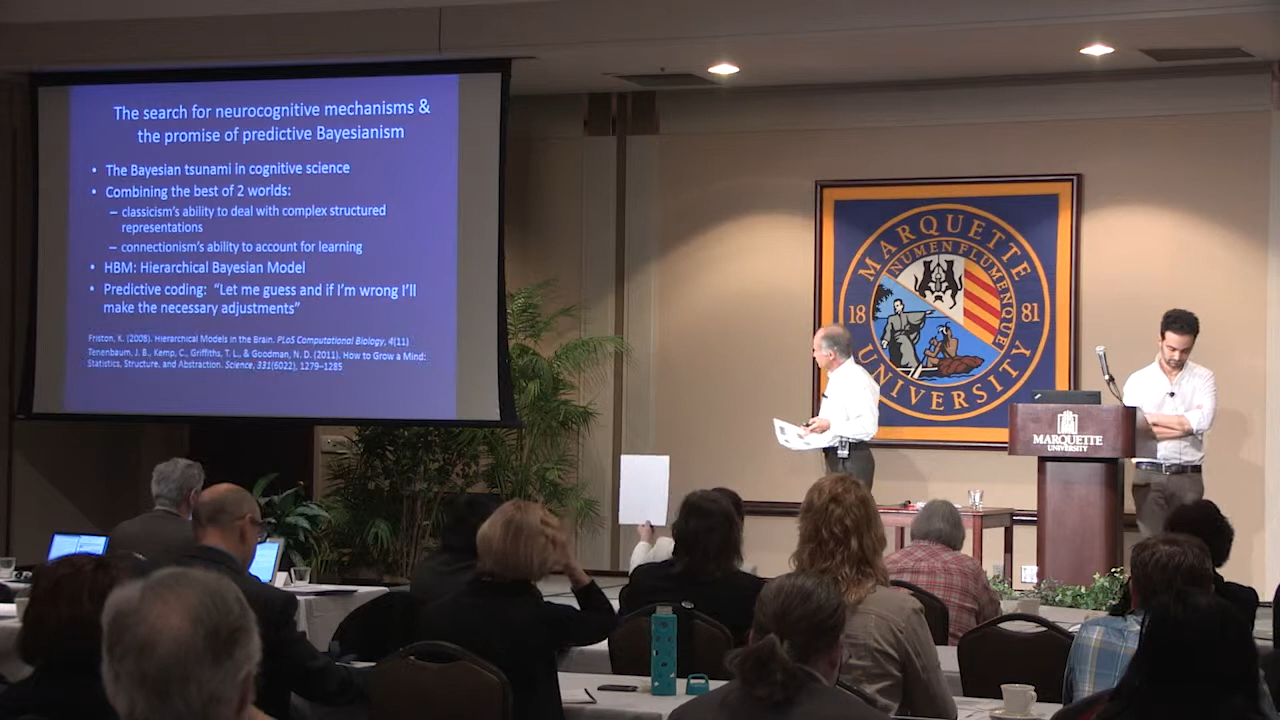 The search for neurocognitive mechanisms &
the promise of predictive Bayesianism
• The Bayesian tsunami in cognitive science
• Combining the best of 2 worlds:
– classicism's ability to deal with complex structured
representations
– connectionism's ability to account for learning
• HBM: Hierarchical Bayesian Model
• Predictive coding: "Let me guess and if I'm wrong I'll
make the necessary adjustments"
Friston, K. (2008). Hierarchical Models in the Brain. PLoS Computational Biology, 4(11)
Tenenbaum, J. B., Kemp, C., Griffiths, T. L., & Goodman, N. D. (2011). How to Grow a Mind:
Statistics, Structure, and Abstraction. Science, 331(6022), 1279–1285
MARQUETTE
NUMEN FLUMENQUE
18 81
UNIVERSITY
MARQUETTE
UNIVERSITY